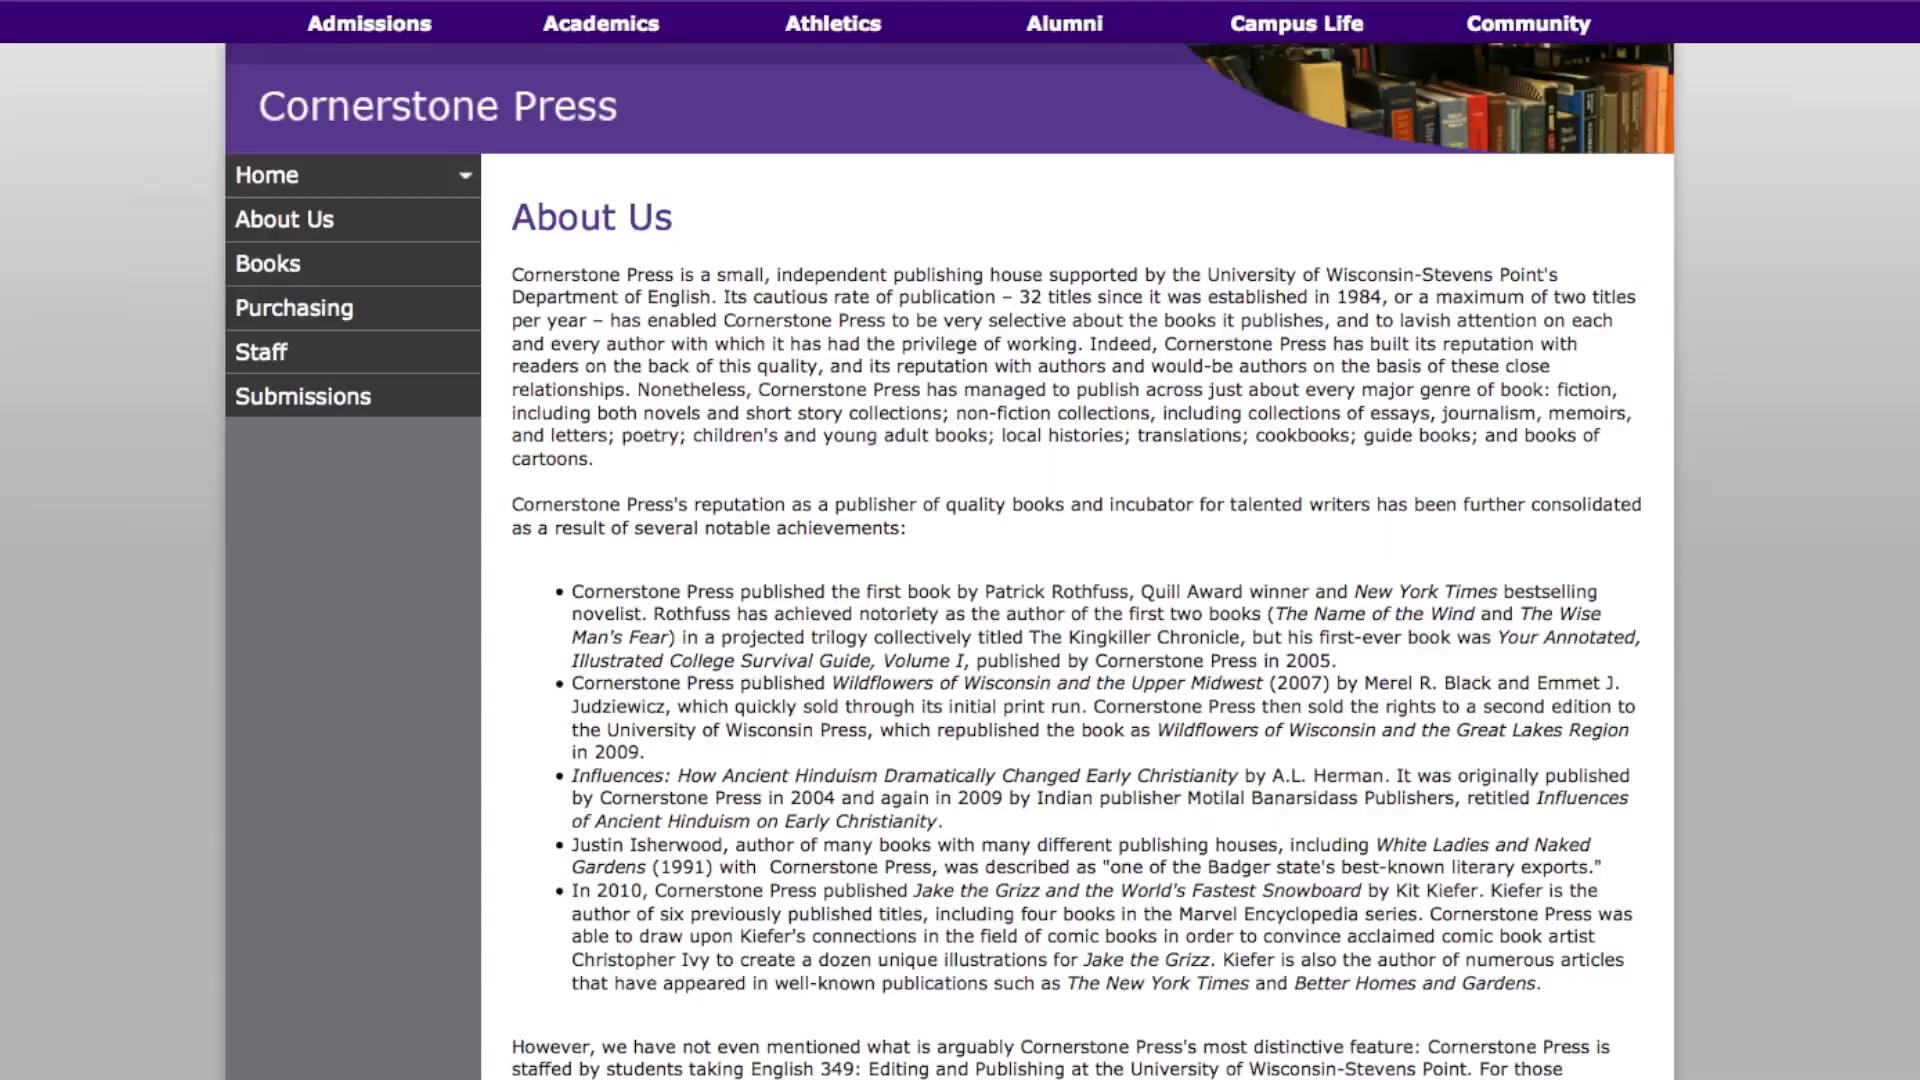 Admissions Academics Athletics Alumni Campus Life Community
Cornerstone Press
Home
About Us
Books
Purchasing
Staff
Submissions
About Us
Cornerstone Press is a small, independent publishing house supported by the University of Wisconsin-Stevens Point's
Department of English. Its cautious rate of publication – 32 titles since it was established in 1984, or a maximum of two titles
per year – has enabled Cornerstone Press to be very selective about the books it publishes, and to lavish attention on each
and every author with which it has had the privilege of working. Indeed, Cornerstone Press has built its reputation with
readers on the back of this quality, and its reputation with authors and would-be authors on the basis of these close
relationships. Nonetheless, Cornerstone Press has managed to publish across just about every major genre of book: fiction,
including both novels and short story collections; non-fiction collections, including collections of essays, journalism, memoirs,
and letters; poetry; children's and young adult books; local histories; translations; cookbooks; guide books; and books of
cartoons.
Cornerstone Press's reputation as a publisher of quality books and incubator for talented writers has been further consolidated
as a result of several notable achievements:
• Cornerstone Press published the first book by Patrick Rothfuss, Quill Award winner and New York Times bestselling
novelist. Rothfuss has achieved notoriety as the author of the first two books (The Name of the Wind and The Wise
Man's Fear) in a projected trilogy collectively titled The Kingkiller Chronicle, but his first-ever book was Your Annotated,
Illustrated College Survival Guide, Volume I, published by Cornerstone Press in 2005.
• Cornerstone Press published Wildflowers of Wisconsin and the Upper Midwest (2007) by Merel R. Black and Emmet J.
Judziewicz, which quickly sold through its initial print run. Cornerstone Press then sold the rights to a second edition to
the University of Wisconsin Press, which republished the book as Wildflowers of Wisconsin and the Great Lakes Region
in 2009.
• Influences: How Ancient Hinduism Dramatically Changed Early Christianity by A.L. Herman. It was originally published
by Cornerstone Press in 2004 and again in 2009 by Indian publisher Motilal Banarsidass Publishers, retitled Influences
of Ancient Hinduism on Early Christianity.
• Justin Isherwood, author of many books with many different publishing houses, including White Ladies and Naked
Gardens (1991) with Cornerstone Press, was described as "one of the Badger state's best-known literary exports."
• In 2010, Cornerstone Press published Jake the Grizz and the World's Fastest Snowboard by Kit Kiefer. Kiefer is the
author of six previously published titles, including four books in the Marvel Encyclopedia series. Cornerstone Press was
able to draw upon Kiefer's connections in the field of comic books in order to convince acclaimed comic book artist
Christopher Ivy to create a dozen unique illustrations for Jake the Grizz. Kiefer is also the author of numerous articles
that have appeared in well-known publications such as The New York Times and Better Homes and Gardens.
However, we have not even mentioned what is arguably Cornerstone Press's most distinctive feature: Cornerstone Press is
staffed by students taking English 349: Editing and Publishing at the University of Wisconsin-Stevens Point. For those